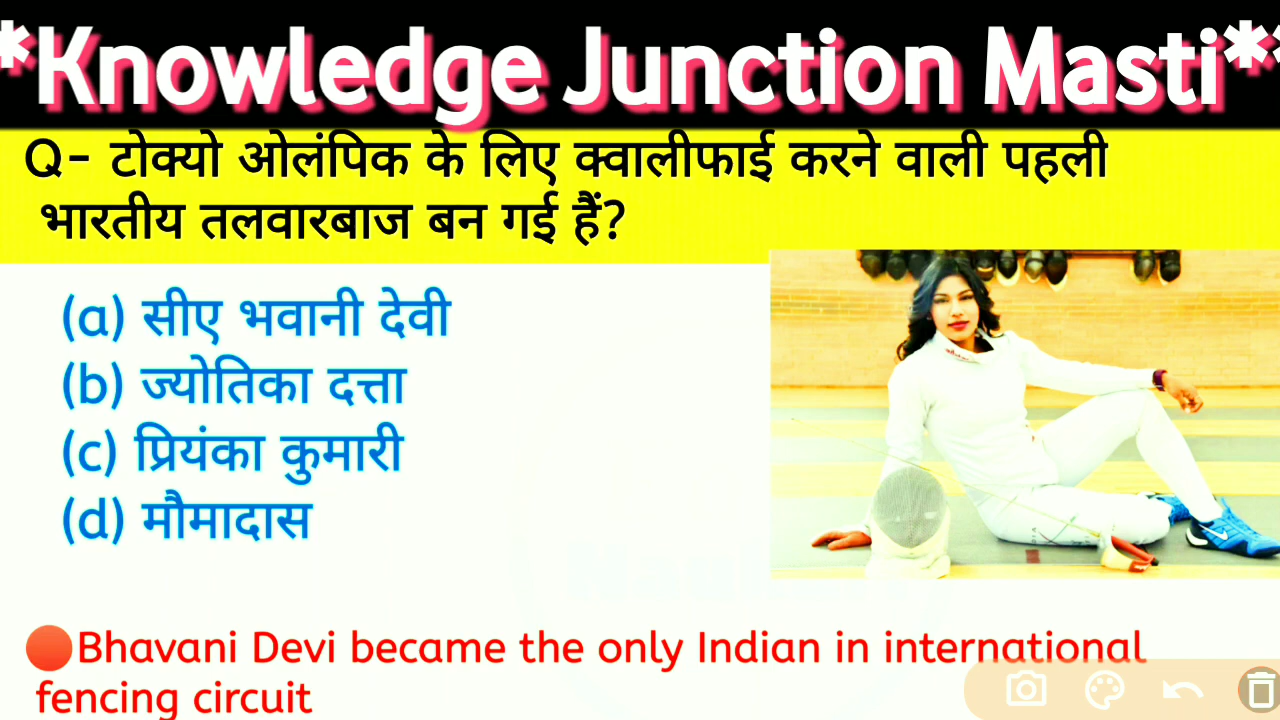 *Knowledge Junction Masti**
Q- टोक्यो ओलंपिक के लिए क्वालीफाई करने वाली पहली
भारतीय तलवारबाज बन गई हैं?
(a) सीए भवानी देवी
(b) ज्योतिका दत्ता
(c) प्रियंका कुमारी
(d) मौमादास
🔴Bhavani Devi became the only Indian in international
fencing circuit